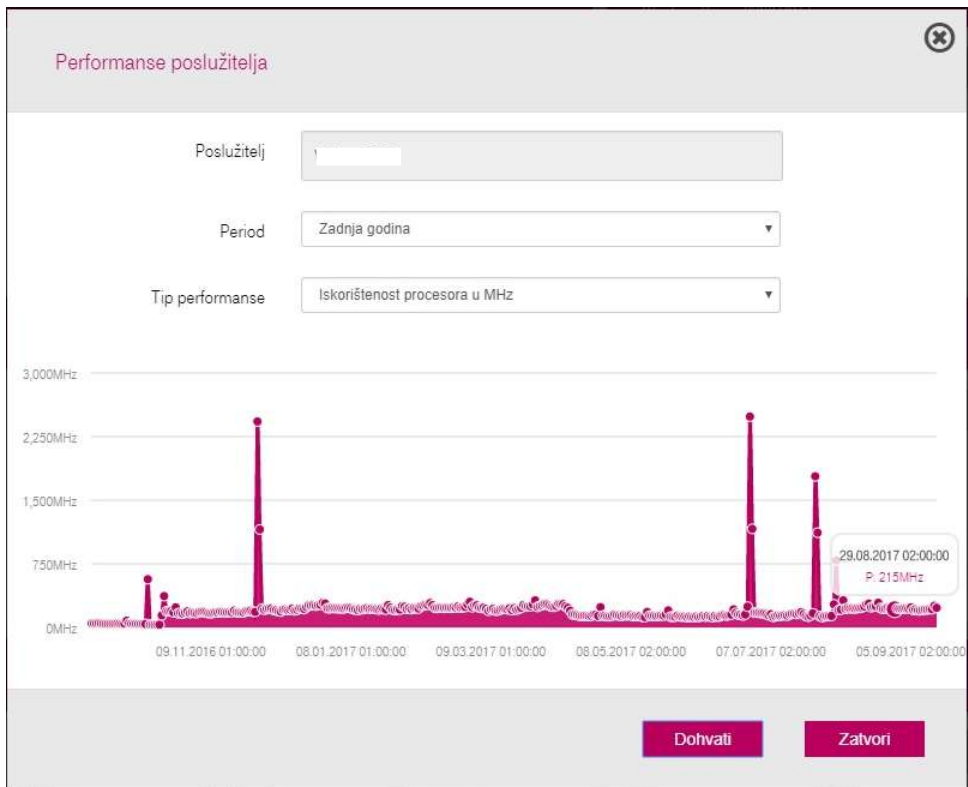 Performanse poslužitelja
Poslužitelj
Period
Zadnja godina
Tip performanse
Iskorištenost procesora u MHz
3,000MHz
2,250MHz
1,500MHz
750MHz
0MHz
29.08.2017 02:00:00
P: 215MHz
09.11.2016 01:00:00
08.01.2017 01:00:00
09.03.2017 01:00:00
08.05.2017 02:00:00
07.07.2017 02:00:00
05.09.2017 02:00:00
Dohvati
Zatvori